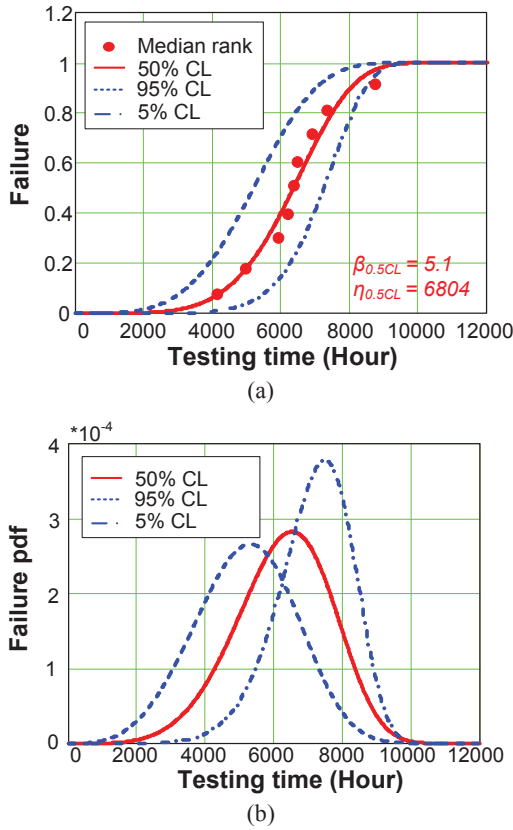 1.2
1
0.8
0.6
0.4
0.2
0
Failure
Median rank
50% CL
95% CL
5% CL
β0.5CL = 5.1
η0.5CL = 6804
0 2000 4000 6000 8000 10000 12000
Testing time (Hour)
(a)
*10-4
4
3
2
1
0
Failure pdf
50% CL
95% CL
5% CL
0 2000 4000 6000 8000 10000 12000
Testing time (Hour)
(b)